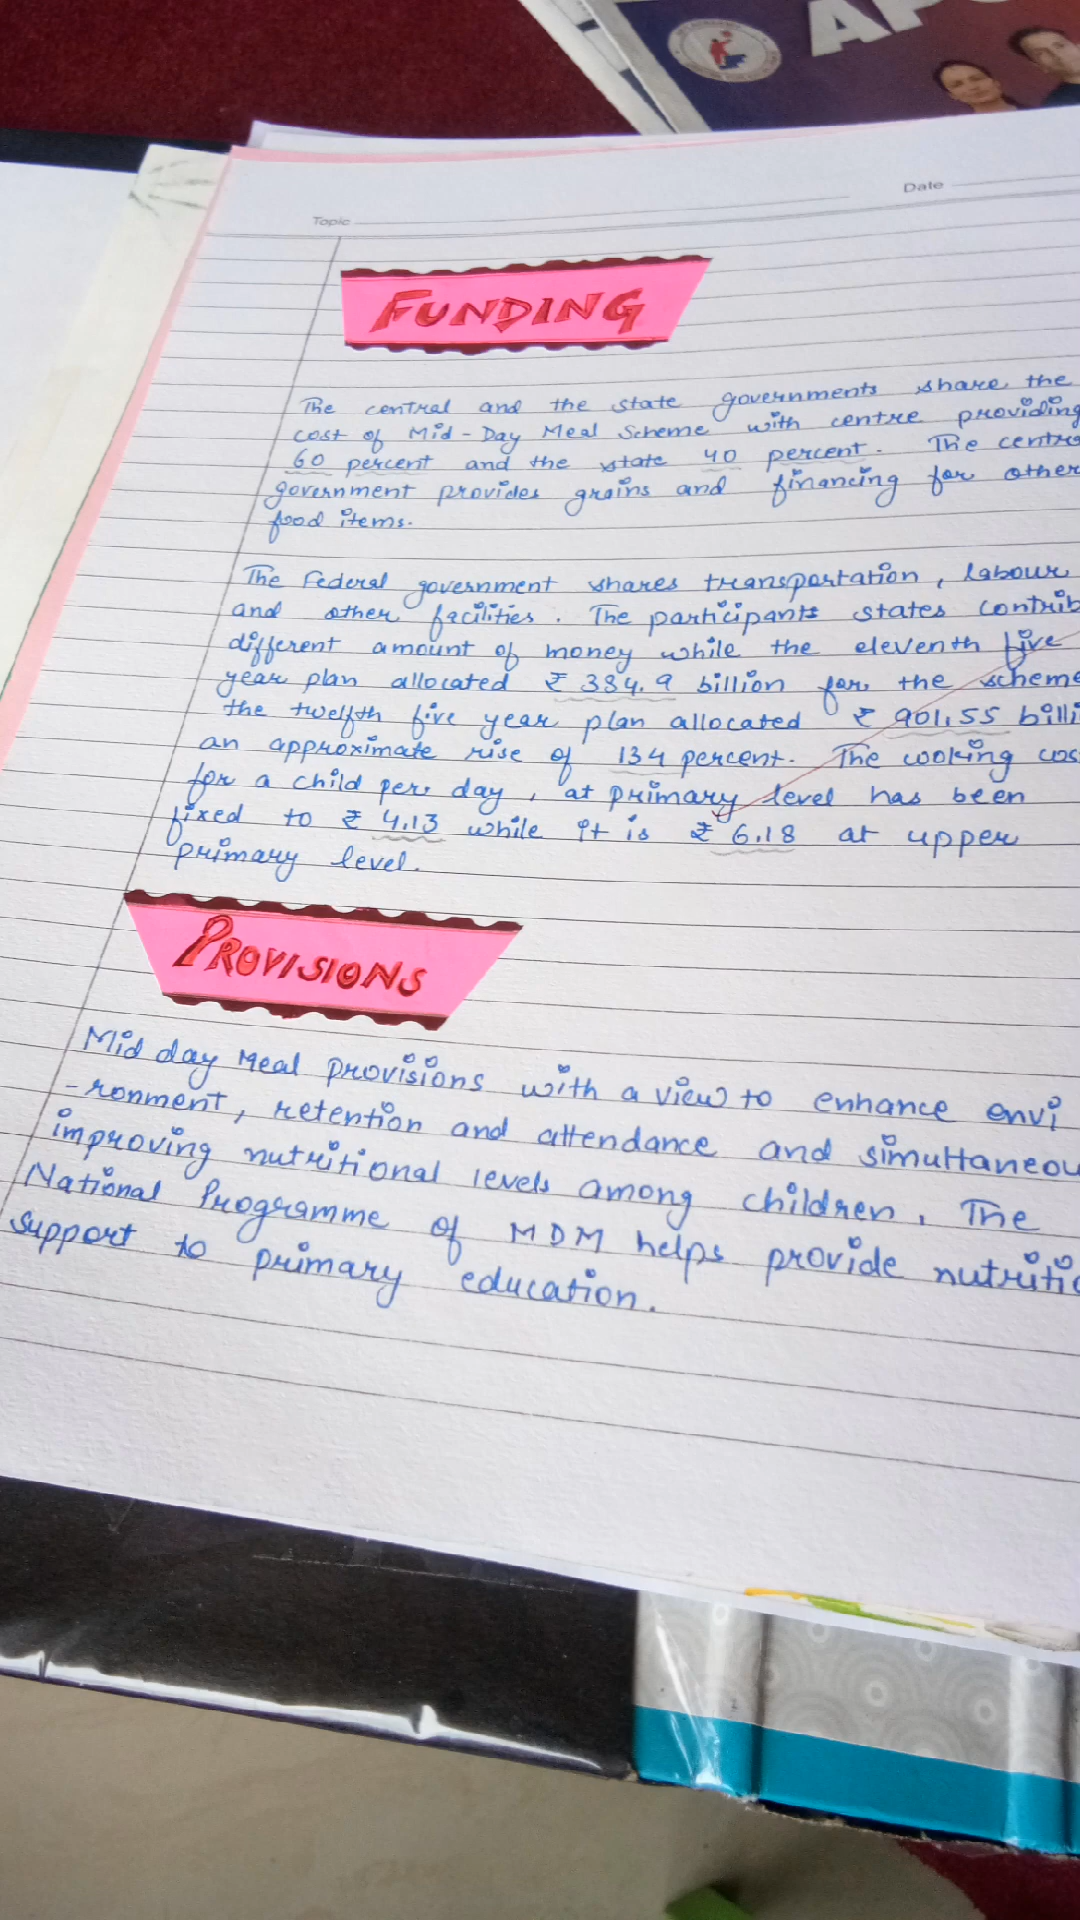 AP
Date
Topic
FUNDING
The central and the state governments share the
cost of Mid-Day Meal Scheme with centre providing
60 percent and the state 40 percent. The centre
government provides grains and financing for other
food items.
The Federal government shares transportation, labour
and other facilities. The participants states contrib
different amount of money while the eleventh five
year plan allocated ₹ 384.9 billion for the scheme
the twelfth five year plan allocated ₹ 901.55 billi
an approximate rise of 134 percent. The cooking cos
for a child per day, at primary level has been
fixed to ₹ 4.13 while it is ₹ 6.18 at upper
primary level.
PROVISIONS
Mid day Meal provisions with a view to enhance envi
-ronment, retention and attendance and simultaneou
improving nutritional levels among children. The
National Programme of MDM helps provide nutritio
support to primary education.